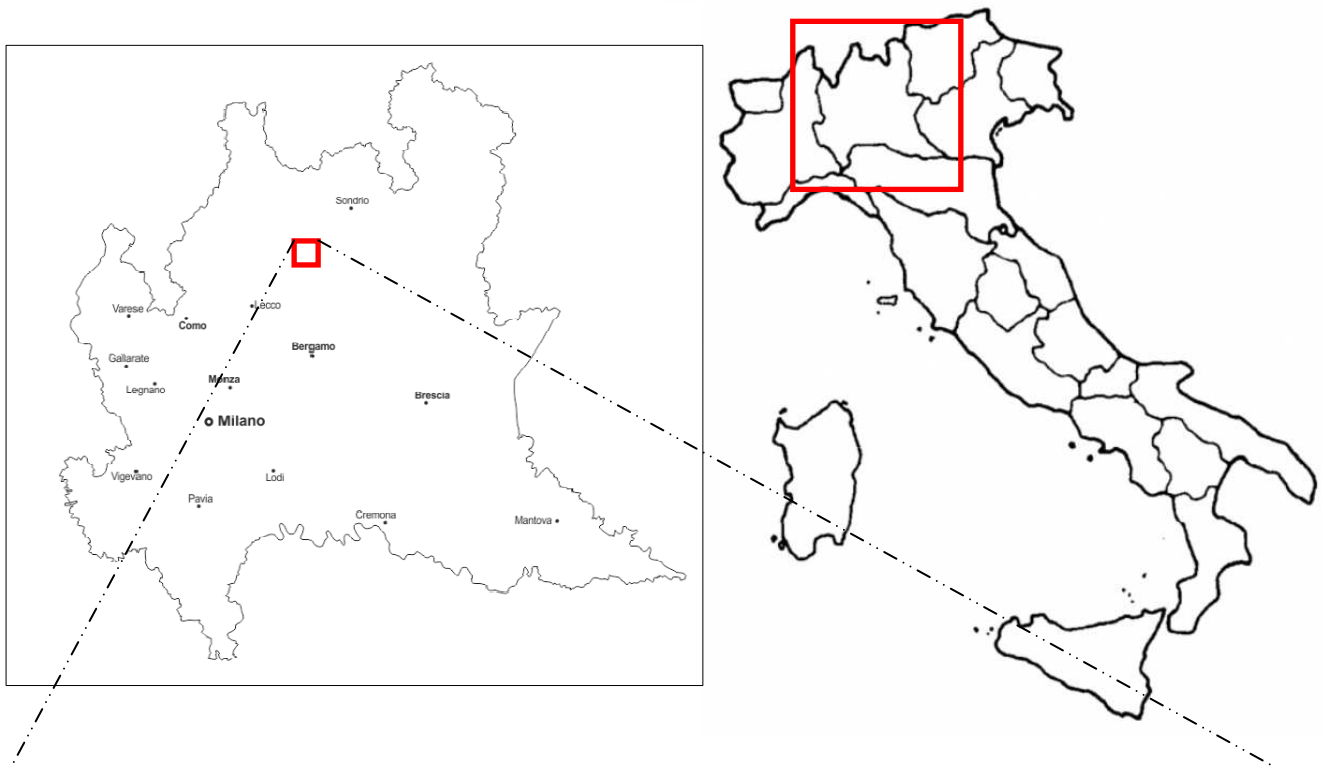 Sondrio
Lecco
Varese
Como
Bergamo
Gallarate
Monza
Legnano
Brescia
Milano
Vigevano
Lodi
Pavia
Cremona
Mantova